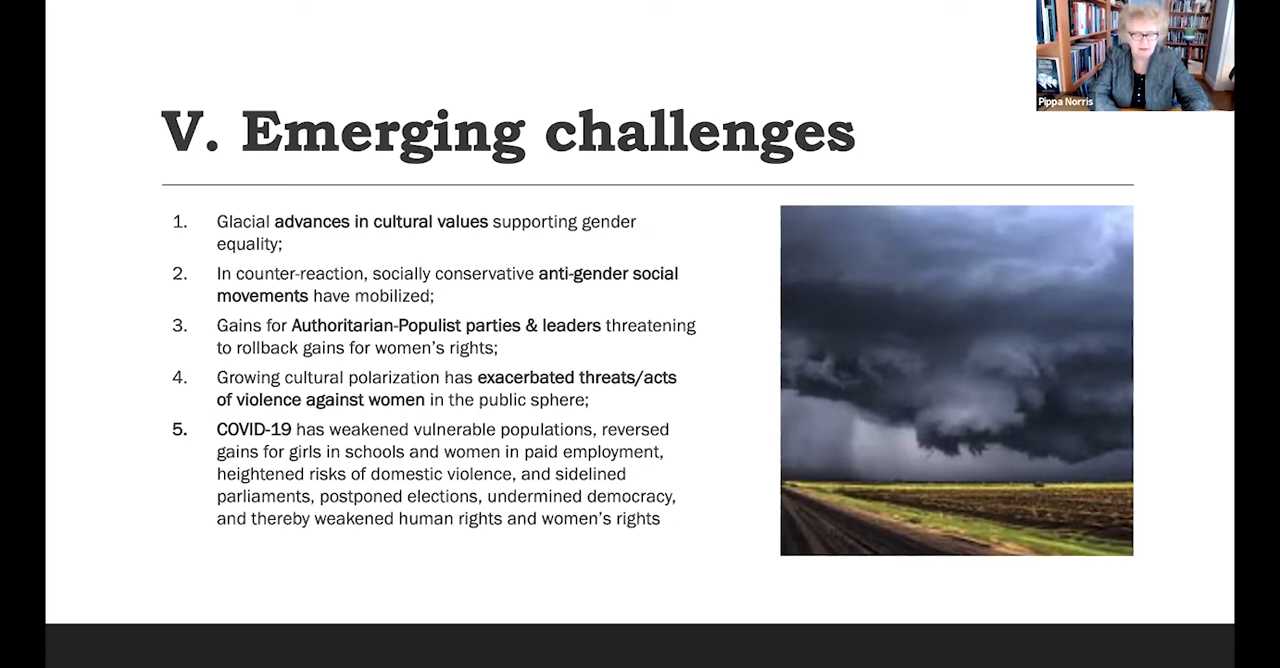 Pippa Norris
V. Emerging challenges
1. Glacial advances in cultural values supporting gender
equality;
2. In counter-reaction, socially conservative anti-gender social
movements have mobilized;
3. Gains for Authoritarian-Populist parties & leaders threatening
to rollback gains for women's rights;
4. Growing cultural polarization has exacerbated threats/acts
of violence against women in the public sphere;
5. COVID-19 has weakened vulnerable populations, reversed
gains for girls in schools and women in paid employment,
heightened risks of domestic violence, and sidelined
parliaments, postponed elections, undermined democracy,
and thereby weakened human rights and women's rights